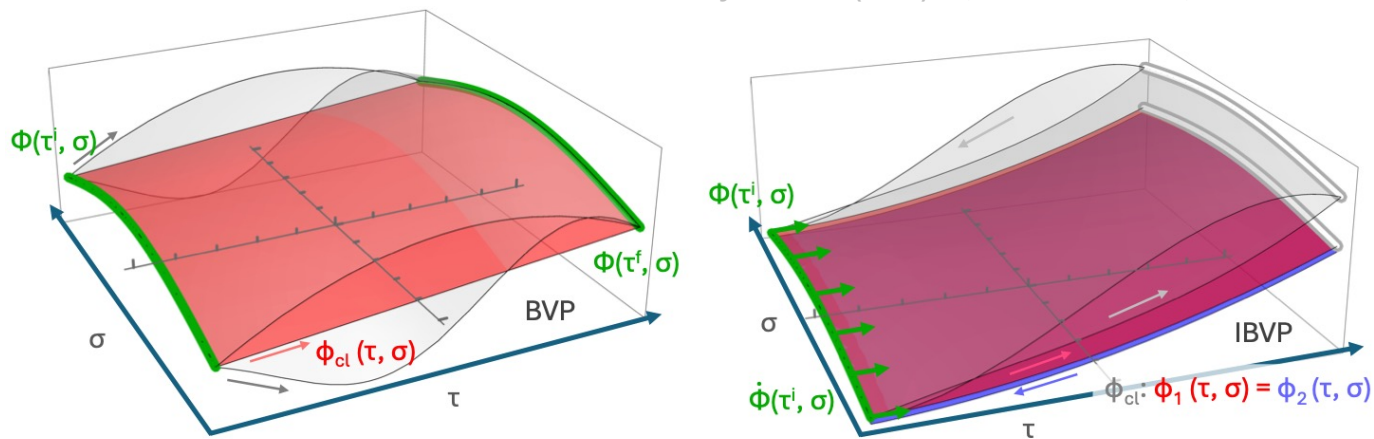 Φ(τⁱ, σ)
Φ(τᶠ, σ)
BVP
ϕcl (τ, σ)
σ
τ
Φ(τⁱ, σ)
σ
IBVP
Φ̇(τⁱ, σ)
ϕcl: ϕ₁ (τ, σ) = ϕ₂ (τ, σ)
τ